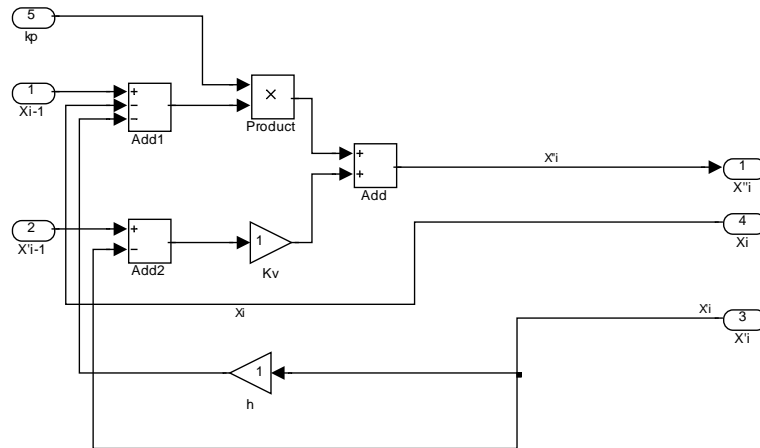 5
kp
1
Xi-1
+
−
−
Add1
×
Product
+
+
Add
X''i
1
X''i
2
X'i-1
+
−
Add2
1
Kv
4
Xi
Xi
X'i
3
X'i
1
h